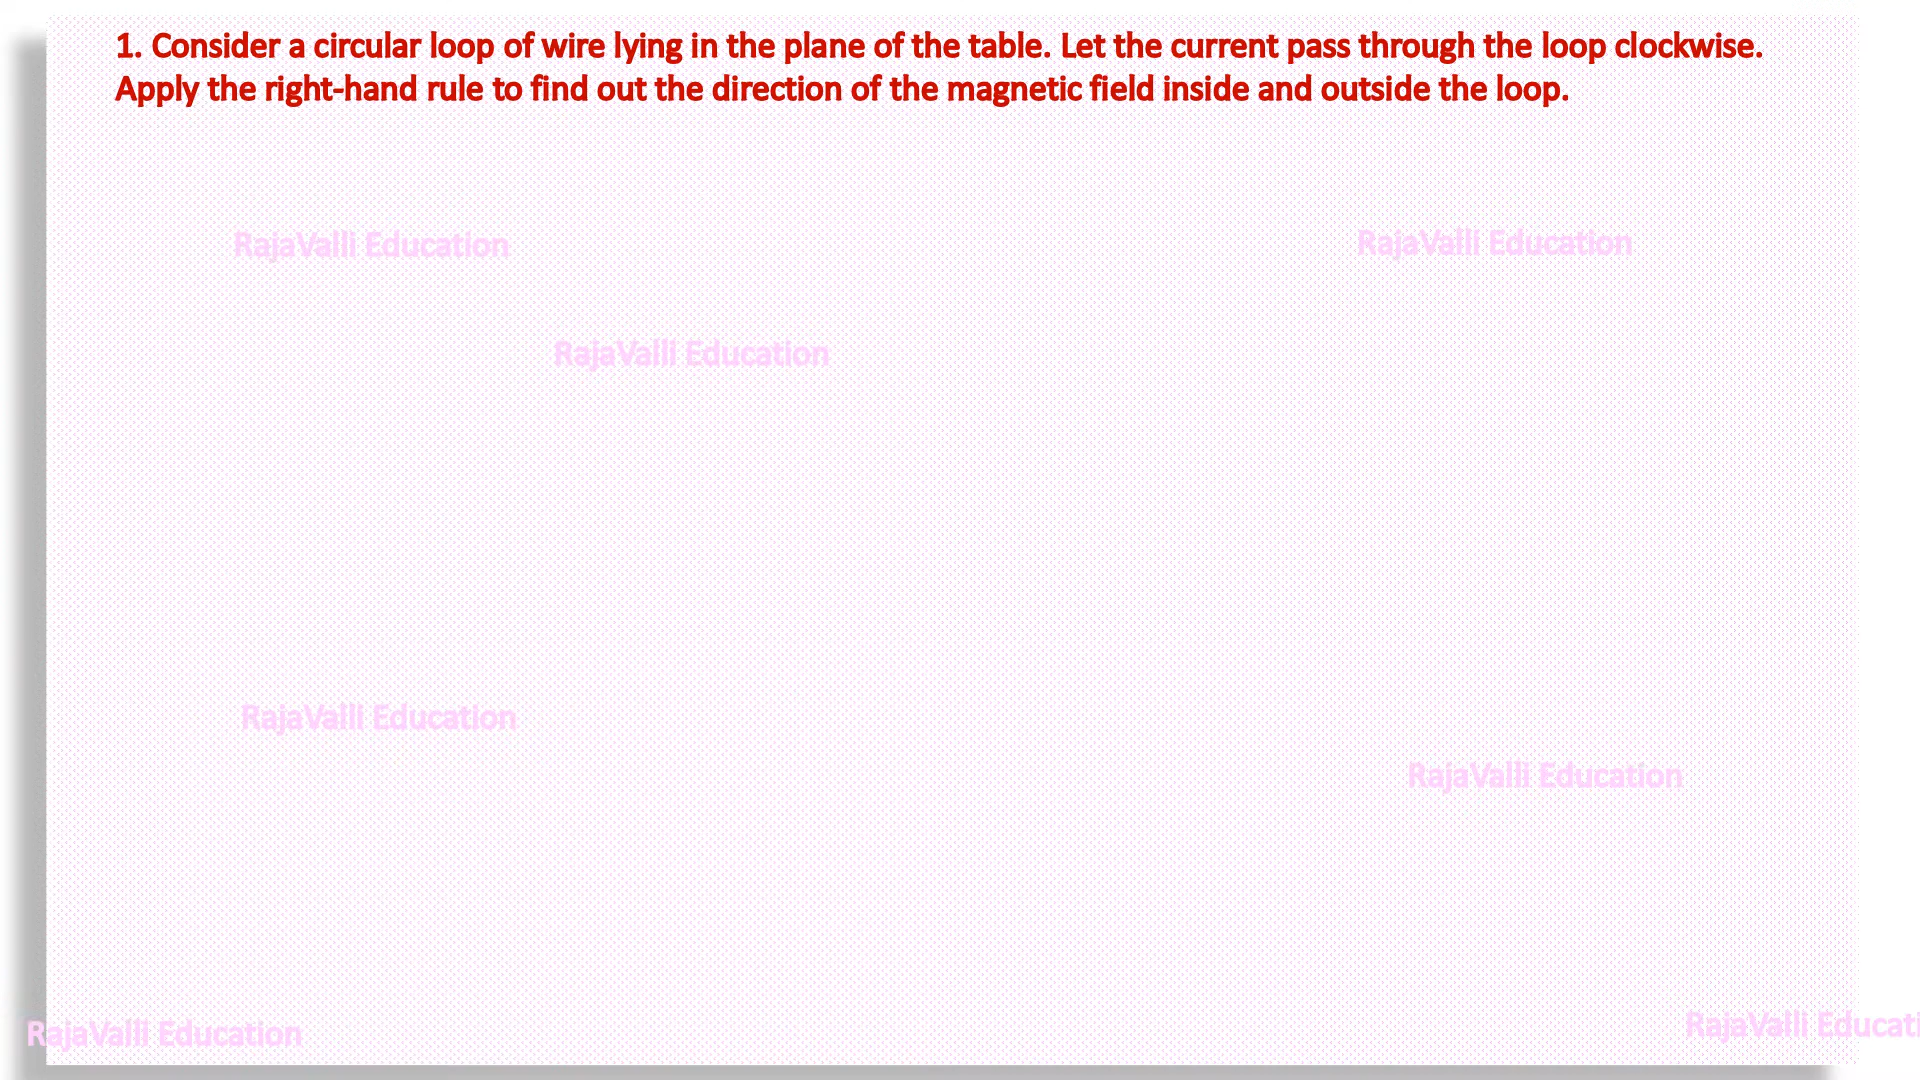 1. Consider a circular loop of wire lying in the plane of the table. Let the current pass through the loop clockwise.
Apply the right-hand rule to find out the direction of the magnetic field inside and outside the loop.
RajaValli Education
RajaValli Education
RajaValli Education
RajaValli Education
RajaValli Education
RajaValli Education
RajaValli Educati